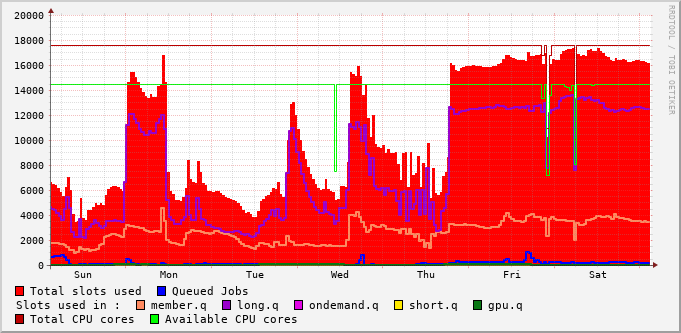 20000
18000
16000
14000
12000
10000
8000
6000
4000
2000
0
Sun Mon Tue Wed Thu Fri Sat
RRDTOOL / TOBI OETIKER
Total slots used Queued Jobs
Slots used in : member.q long.q ondemand.q short.q gpu.q
Total CPU cores Available CPU cores